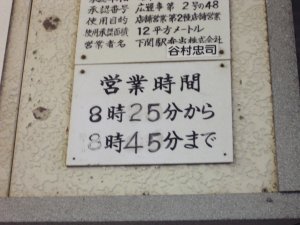 承認番号 広整事第2号の48
使用目的 店舗営業 第2種店舗営業
使用承認面積 12平方メートル
営業者名 下関駅弁当株式会社
谷村忠司
営業時間
8時25分から
8時45分まで